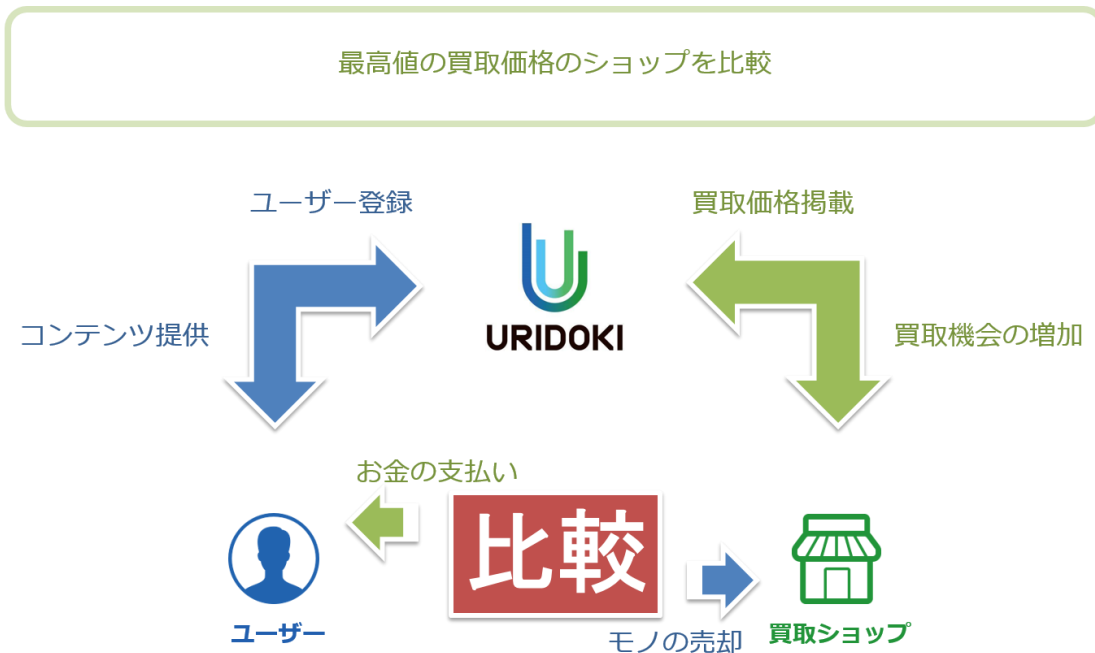 最高値の買取価格のショップを比較
ユーザー登録
買取価格掲載
コンテンツ提供
URIDOKI
買取機会の増加
お金の支払い
比較
モノの売却
ユーザー
買取ショップ